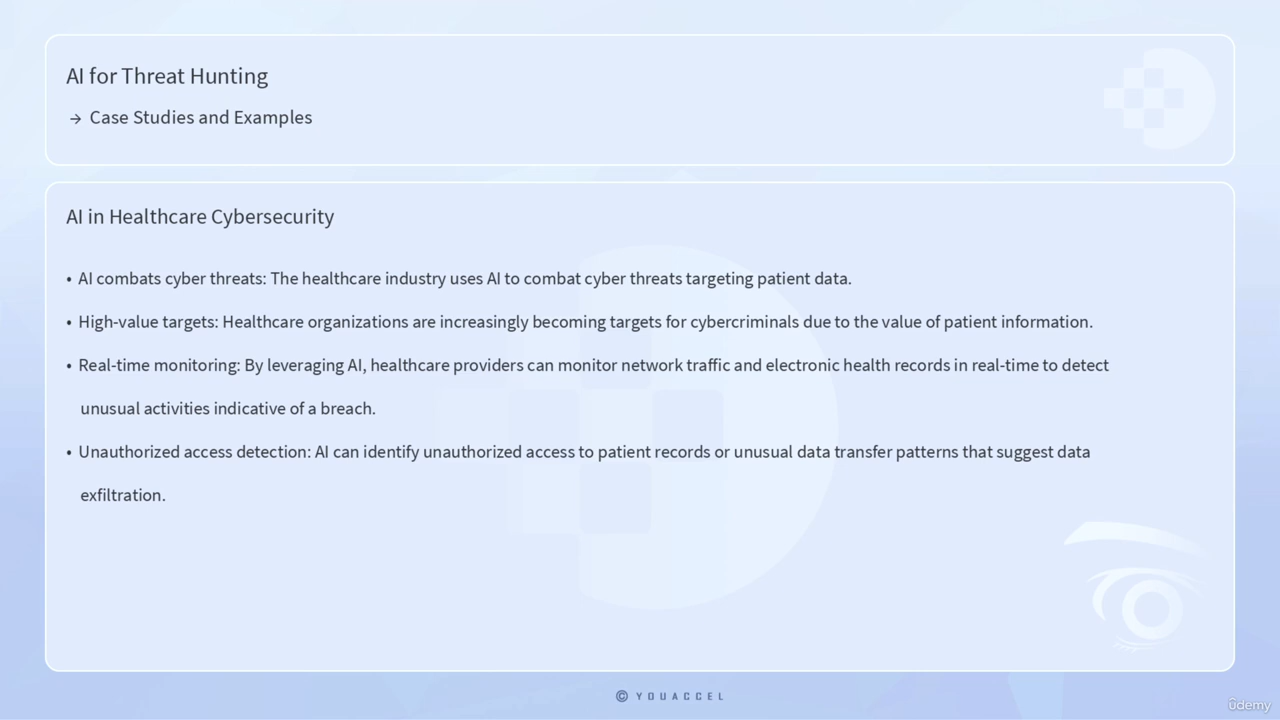 AI for Threat Hunting
→ Case Studies and Examples
AI in Healthcare Cybersecurity
• AI combats cyber threats: The healthcare industry uses AI to combat cyber threats targeting patient data.
• High-value targets: Healthcare organizations are increasingly becoming targets for cybercriminals due to the value of patient information.
• Real-time monitoring: By leveraging AI, healthcare providers can monitor network traffic and electronic health records in real-time to detect
unusual activities indicative of a breach.
• Unauthorized access detection: AI can identify unauthorized access to patient records or unusual data transfer patterns that suggest data
exfiltration.
© YOUACCEL
ûdemy